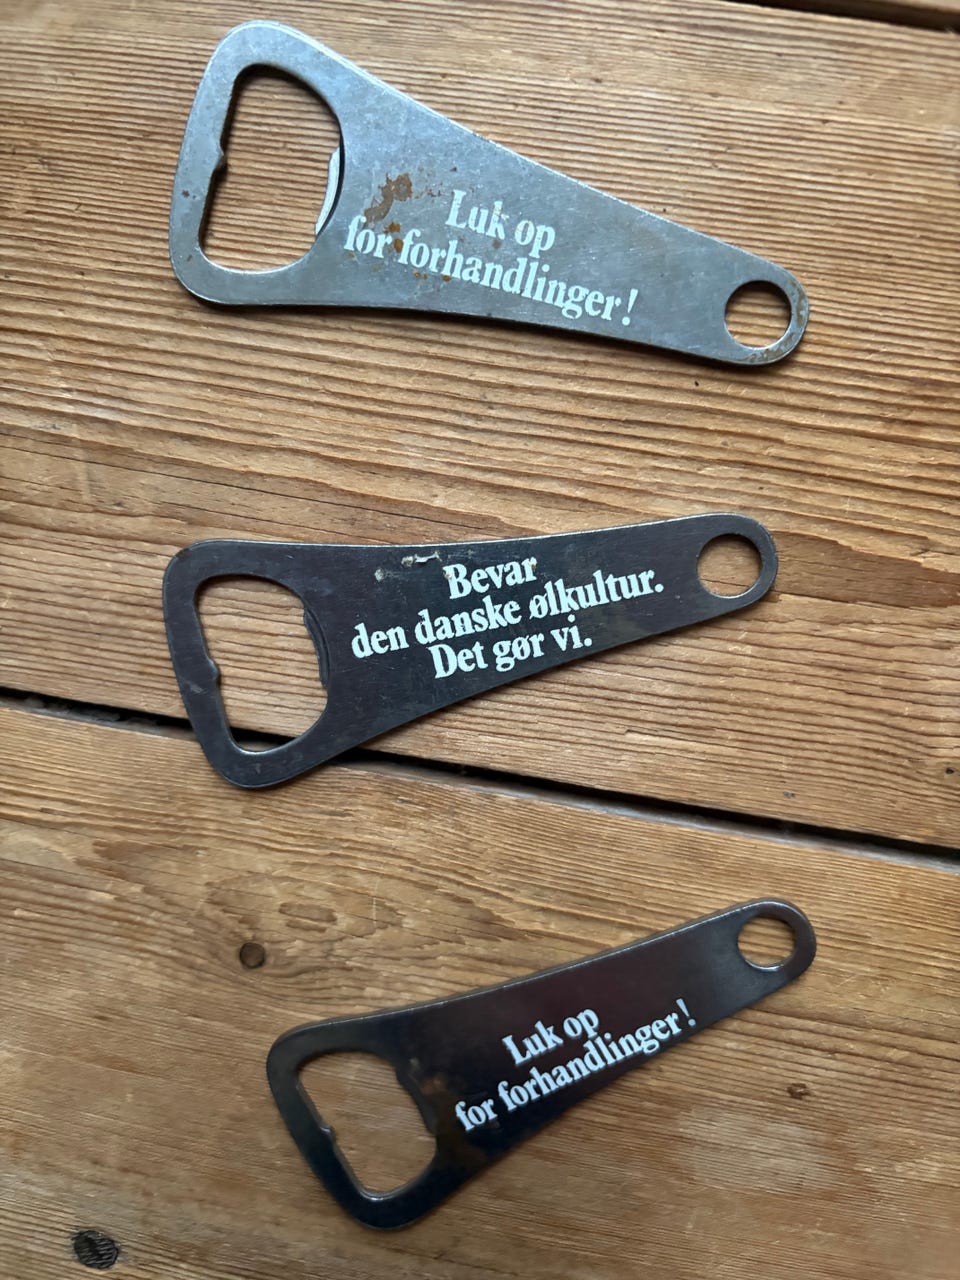 Luk op
for forhandlinger!
Bevar
den danske ølkultur.
Det gør vi.
Luk op
for forhandlinger!